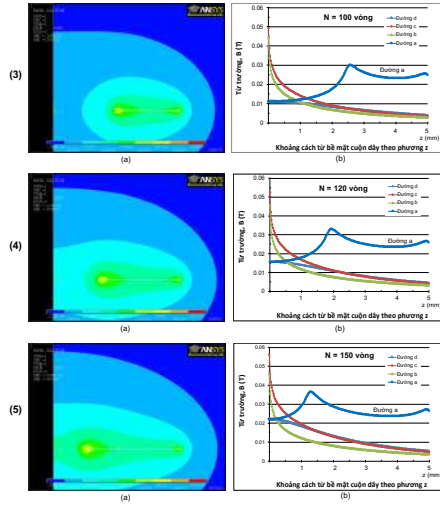 (3)
ANSYS
(a)
N = 100 vòng
Từ trường, B (T)
0.06
0.05
0.04
0.03
0.02
0.01
0
Đường d
Đường c
Đường b
Đường a
Đường a
1 2 3 4 5
z (mm)
Khoảng cách từ bề mặt cuộn dây theo phương z
(b)
(4)
ANSYS
(a)
N = 120 vòng
Từ trường, B (T)
0.06
0.05
0.04
0.03
0.02
0.01
0
Đường d
Đường c
Đường b
Đường a
Đường a
1 2 3 4 5
z (mm)
Khoảng cách từ bề mặt cuộn dây theo phương z
(b)
(5)
ANSYS
(a)
N = 150 vòng
Từ trường, B (T)
0.06
0.05
0.04
0.03
0.02
0.01
0
Đường d
Đường c
Đường b
Đường a
Đường a
1 2 3 4 5
z (mm)
Khoảng cách từ bề mặt cuộn dây theo phương z
(b)